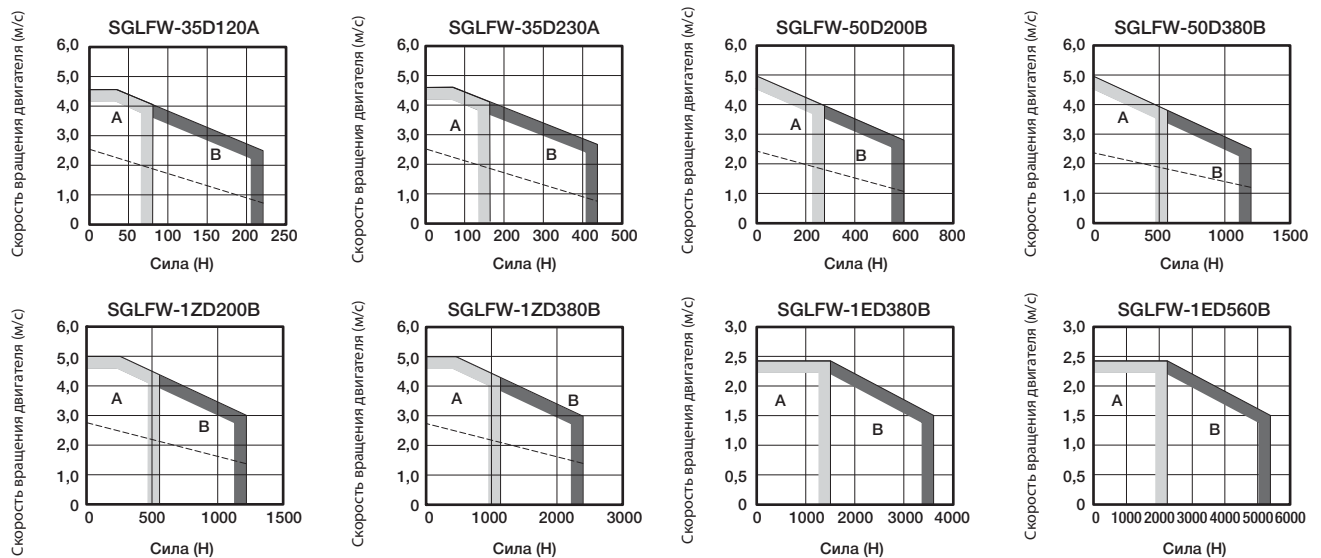 SGLFW-35D120A
Скорость вращения двигателя (м/с)
6,0
5,0
4,0
3,0
2,0
1,0
0
A
B
0 50 100 150 200 250
Сила (Н)
SGLFW-35D230A
Скорость вращения двигателя (м/с)
6,0
5,0
4,0
3,0
2,0
1,0
0
A
B
0 100 200 300 400 500
Сила (Н)
SGLFW-50D200B
Скорость вращения двигателя (м/с)
6,0
5,0
4,0
3,0
2,0
1,0
0
A
B
0 200 400 600 800
Сила (Н)
SGLFW-50D380B
Скорость вращения двигателя (м/с)
6,0
5,0
4,0
3,0
2,0
1,0
0
A
B
0 500 1000 1500
Сила (Н)
SGLFW-1ZD200B
Скорость вращения двигателя (м/с)
6,0
5,0
4,0
3,0
2,0
1,0
0
A
B
0 500 1000 1500
Сила (Н)
SGLFW-1ZD380B
Скорость вращения двигателя (м/с)
6,0
5,0
4,0
3,0
2,0
1,0
0
A
B
0 1000 2000 3000
Сила (Н)
SGLFW-1ED380B
Скорость вращения двигателя (м/с)
3,0
2,5
2,0
1,5
1,0
0,5
0
A
B
0 1000 2000 3000 4000
Сила (Н)
SGLFW-1ED560B
Скорость вращения двигателя (м/с)
3,0
2,5
2,0
1,5
1,0
0,5
0
A
B
0 1000 2000 3000 4000 5000 6000
Сила (Н)